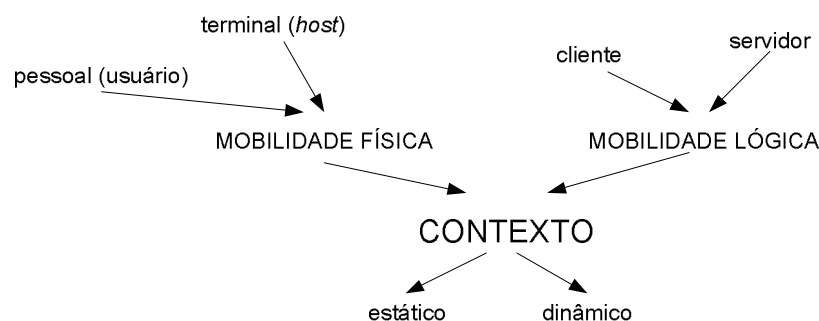 terminal (host)
servidor
cliente
pessoal (usuário)
MOBILIDADE FÍSICA
MOBILIDADE LÓGICA
CONTEXTO
estático
dinâmico